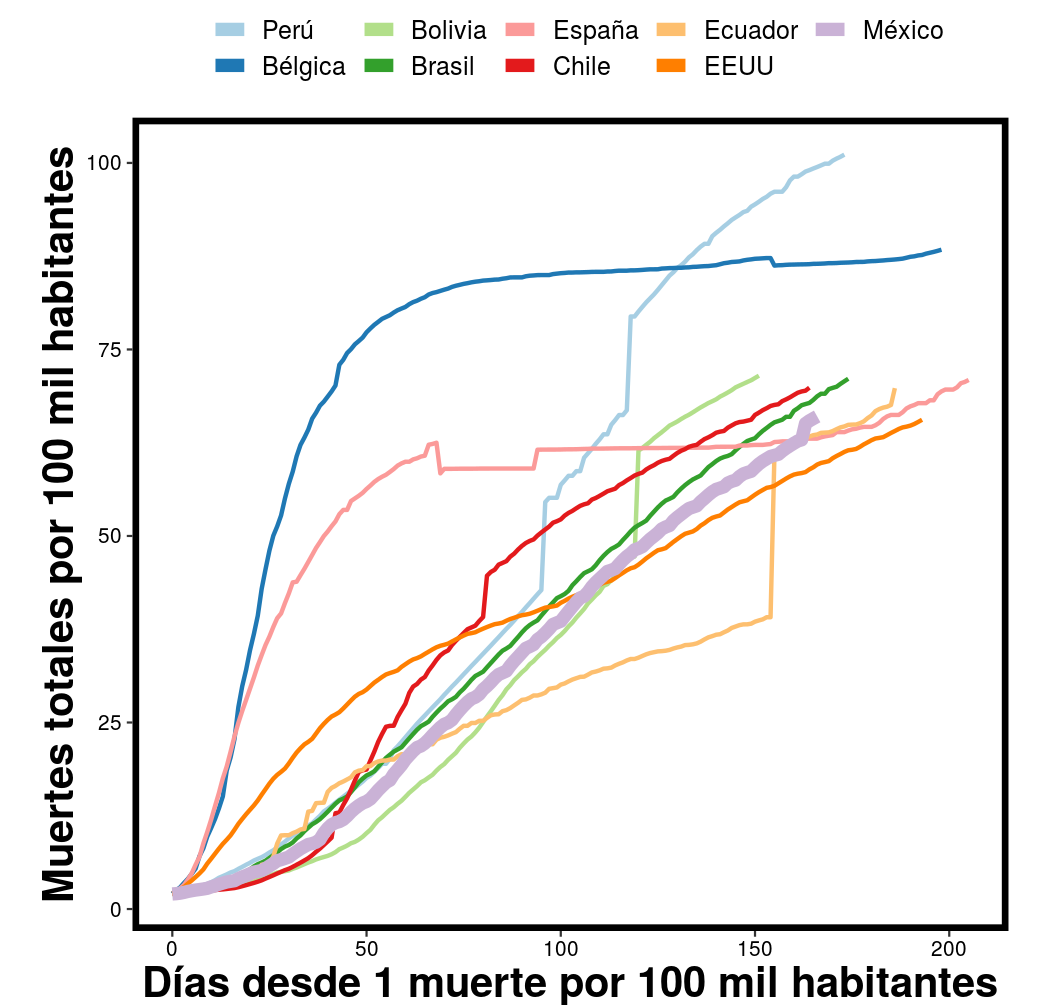 Perú Bolivia España Ecuador México
Bélgica Brasil Chile EEUU
Muertes totales por 100 mil habitantes
100
75
50
25
0
0 50 100 150 200
Días desde 1 muerte por 100 mil habitantes